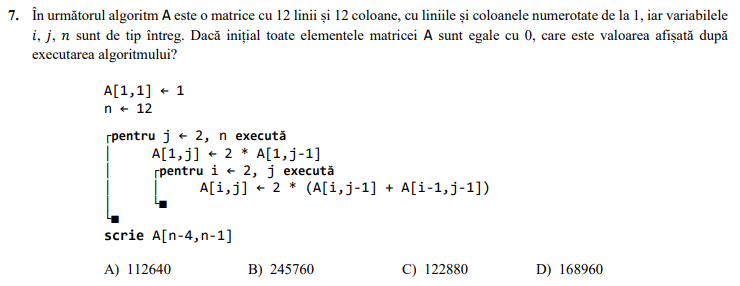 7. În următorul algoritm A este o matrice cu 12 linii și 12 coloane, cu liniile și coloanele numerotate de la 1, iar variabilele
i, j, n sunt de tip întreg. Dacă inițial toate elementele matricei A sunt egale cu 0, care este valoarea afișată după
executarea algoritmului?
A[1,1] ← 1
n ← 12
┌pentru j ← 2, n execută
│ A[1,j] ← 2 * A[1,j-1]
│ ┌pentru i ← 2, j execută
│ │ A[i,j] ← 2 * (A[i,j-1] + A[i-1,j-1])
│ └■
└■
scrie A[n-4,n-1]
A) 112640 B) 245760 C) 122880 D) 168960